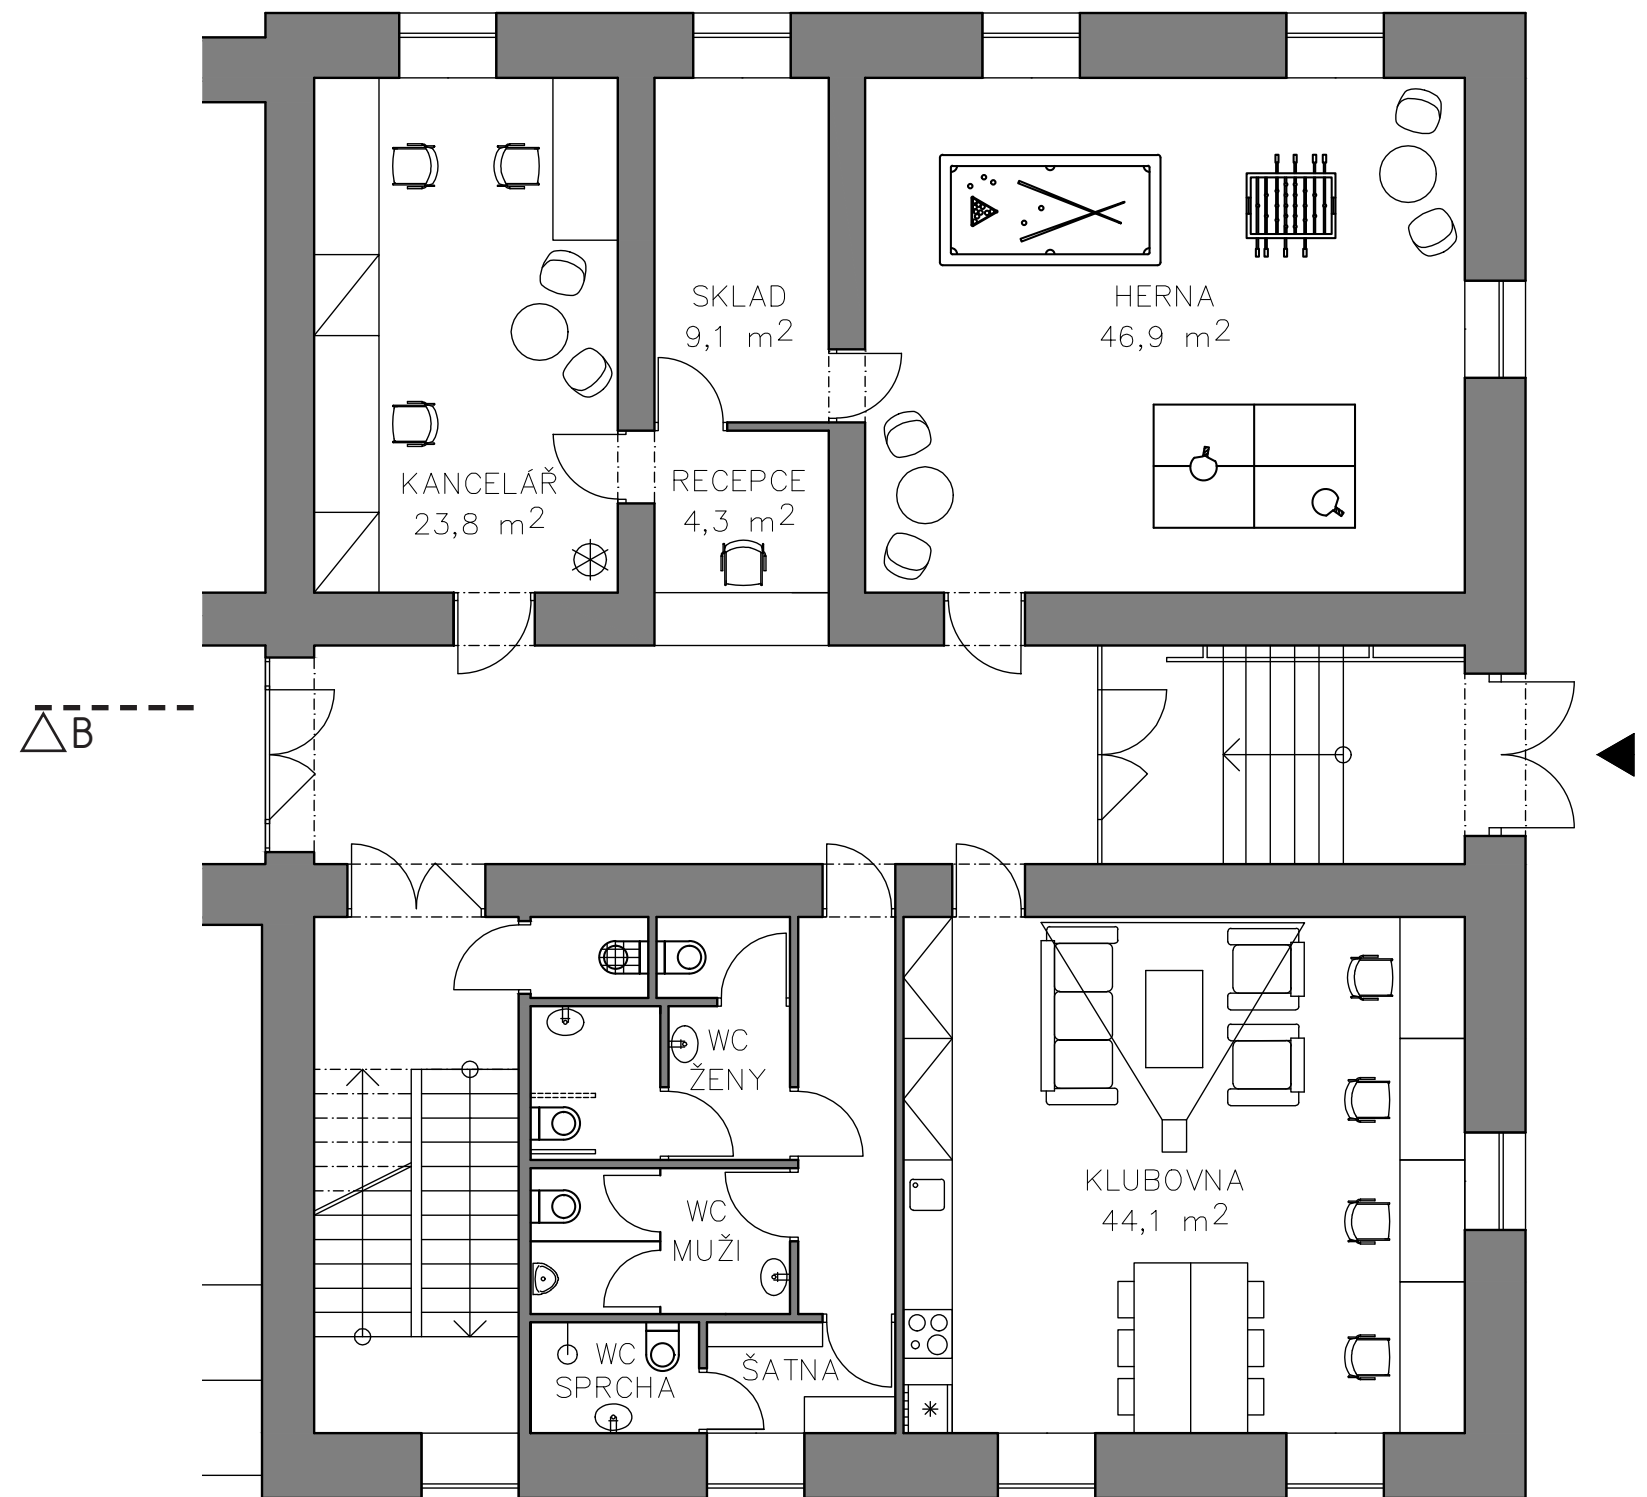 SKLAD
9,1 m2
HERNA
46,9 m2
KANCELÁŘ
23,8 m2
RECEPCE
4,3 m2
B
WC
ŽENY
KLUBOVNA
44,1 m2
WC
MUŽI
WC
SPRCHA
ŠATNA